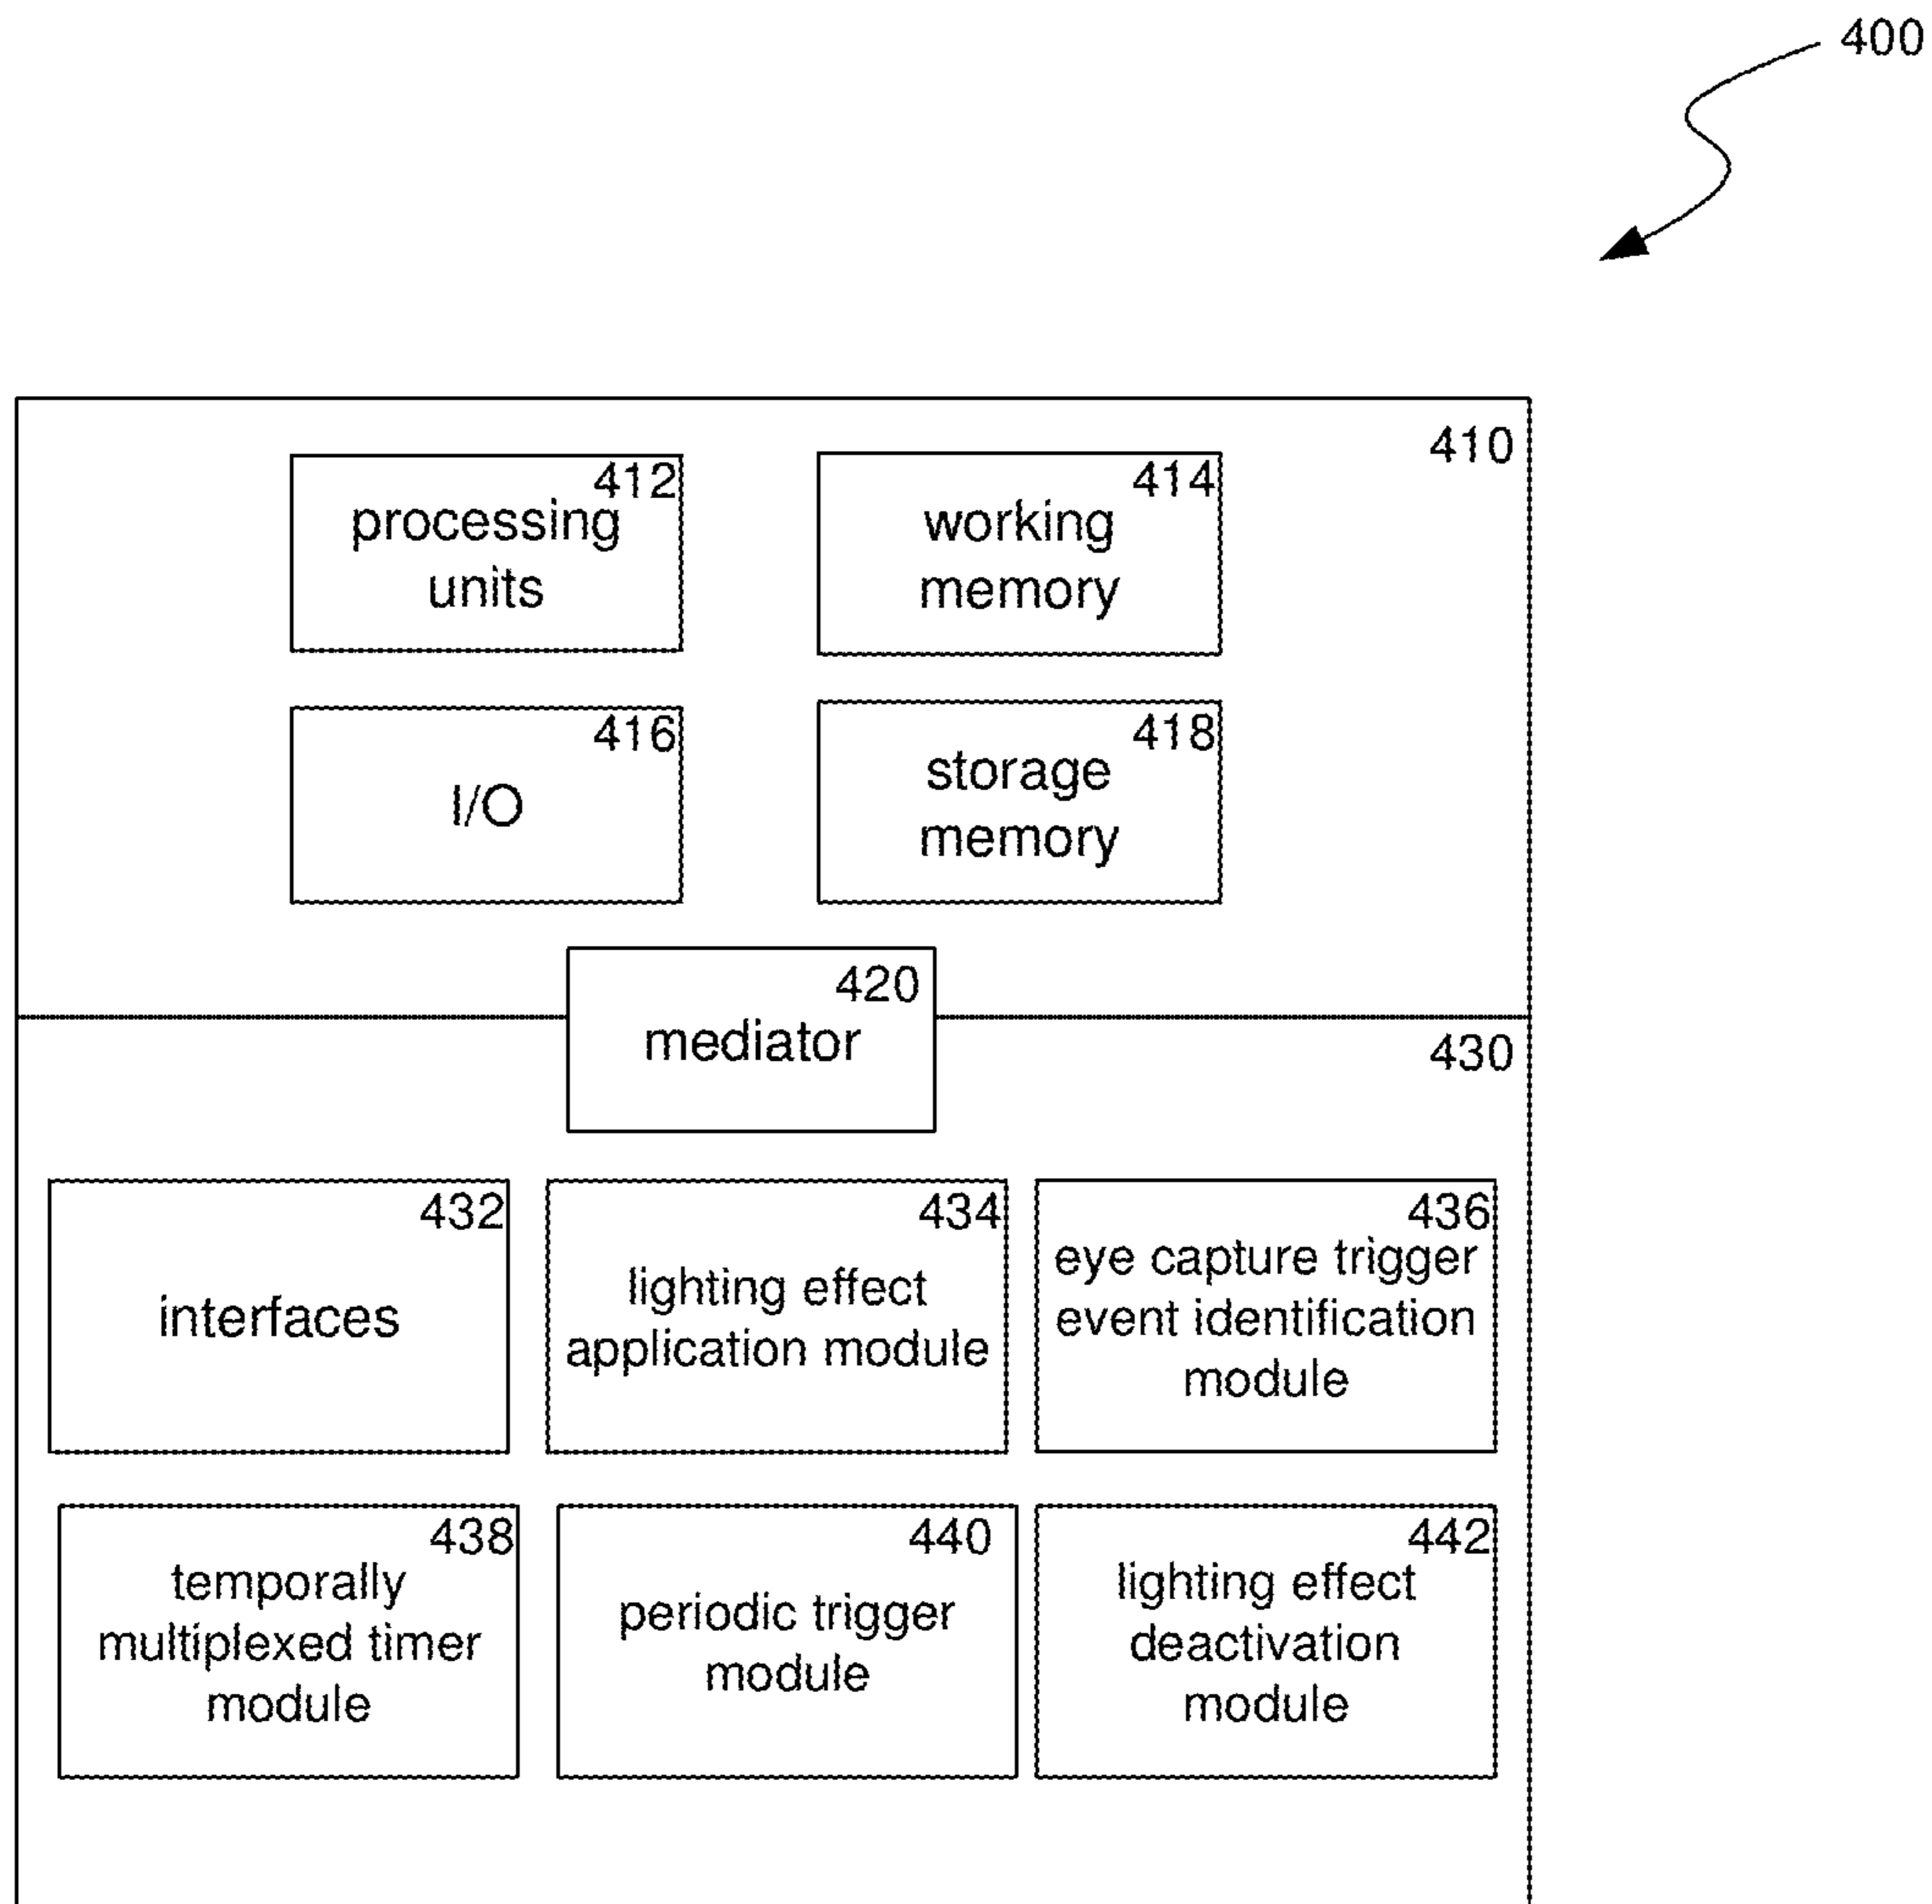 400
410
412
processing
units
414
working
memory
416
I/O
418
storage
memory
420
mediator
430
432
interfaces
434
lighting effect
application module
436
eye capture trigger
event identification
module
438
temporally
multiplexed timer
module
440
periodic trigger
module
442
lighting effect
deactivation
module